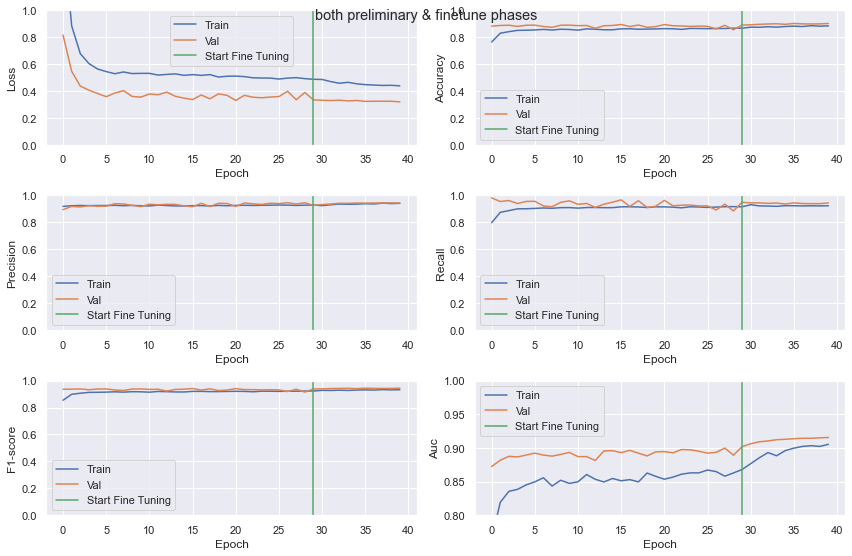 both preliminary & finetune phases
Loss
1.0
0.8
0.6
0.4
0.2
0.0
Train
Val
Start Fine Tuning
0 5 10 15 20 25 30 35 40
Epoch
Accuracy
1.0
0.8
0.6
0.4
0.2
0.0
Train
Val
Start Fine Tuning
0 5 10 15 20 25 30 35 40
Epoch
Precision
1.0
0.8
0.6
0.4
0.2
0.0
Train
Val
Start Fine Tuning
0 5 10 15 20 25 30 35 40
Epoch
Recall
1.0
0.8
0.6
0.4
0.2
0.0
Train
Val
Start Fine Tuning
0 5 10 15 20 25 30 35 40
Epoch
F1-score
1.0
0.8
0.6
0.4
0.2
0.0
Train
Val
Start Fine Tuning
0 5 10 15 20 25 30 35 40
Epoch
Auc
1.00
0.95
0.90
0.85
0.80
Train
Val
Start Fine Tuning
0 5 10 15 20 25 30 35 40
Epoch